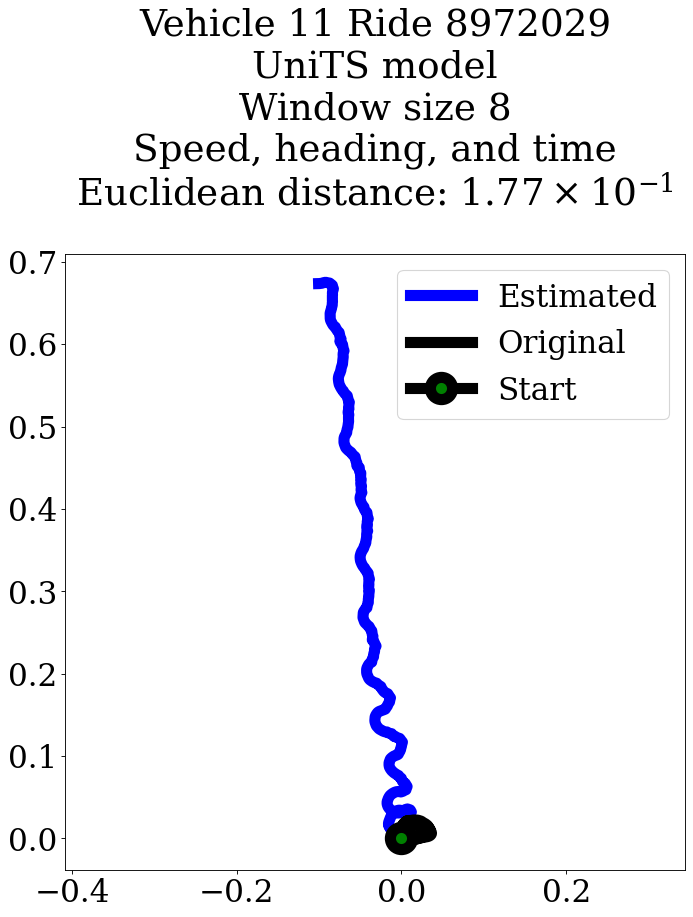 Vehicle 11 Ride 8972029
UniTS model
Window size 8
Speed, heading, and time
Euclidean distance: 1.77 × 10⁻¹
0.7
0.6
0.5
0.4
0.3
0.2
0.1
0.0
Estimated
Original
Start
−0.4 −0.2 0.0 0.2